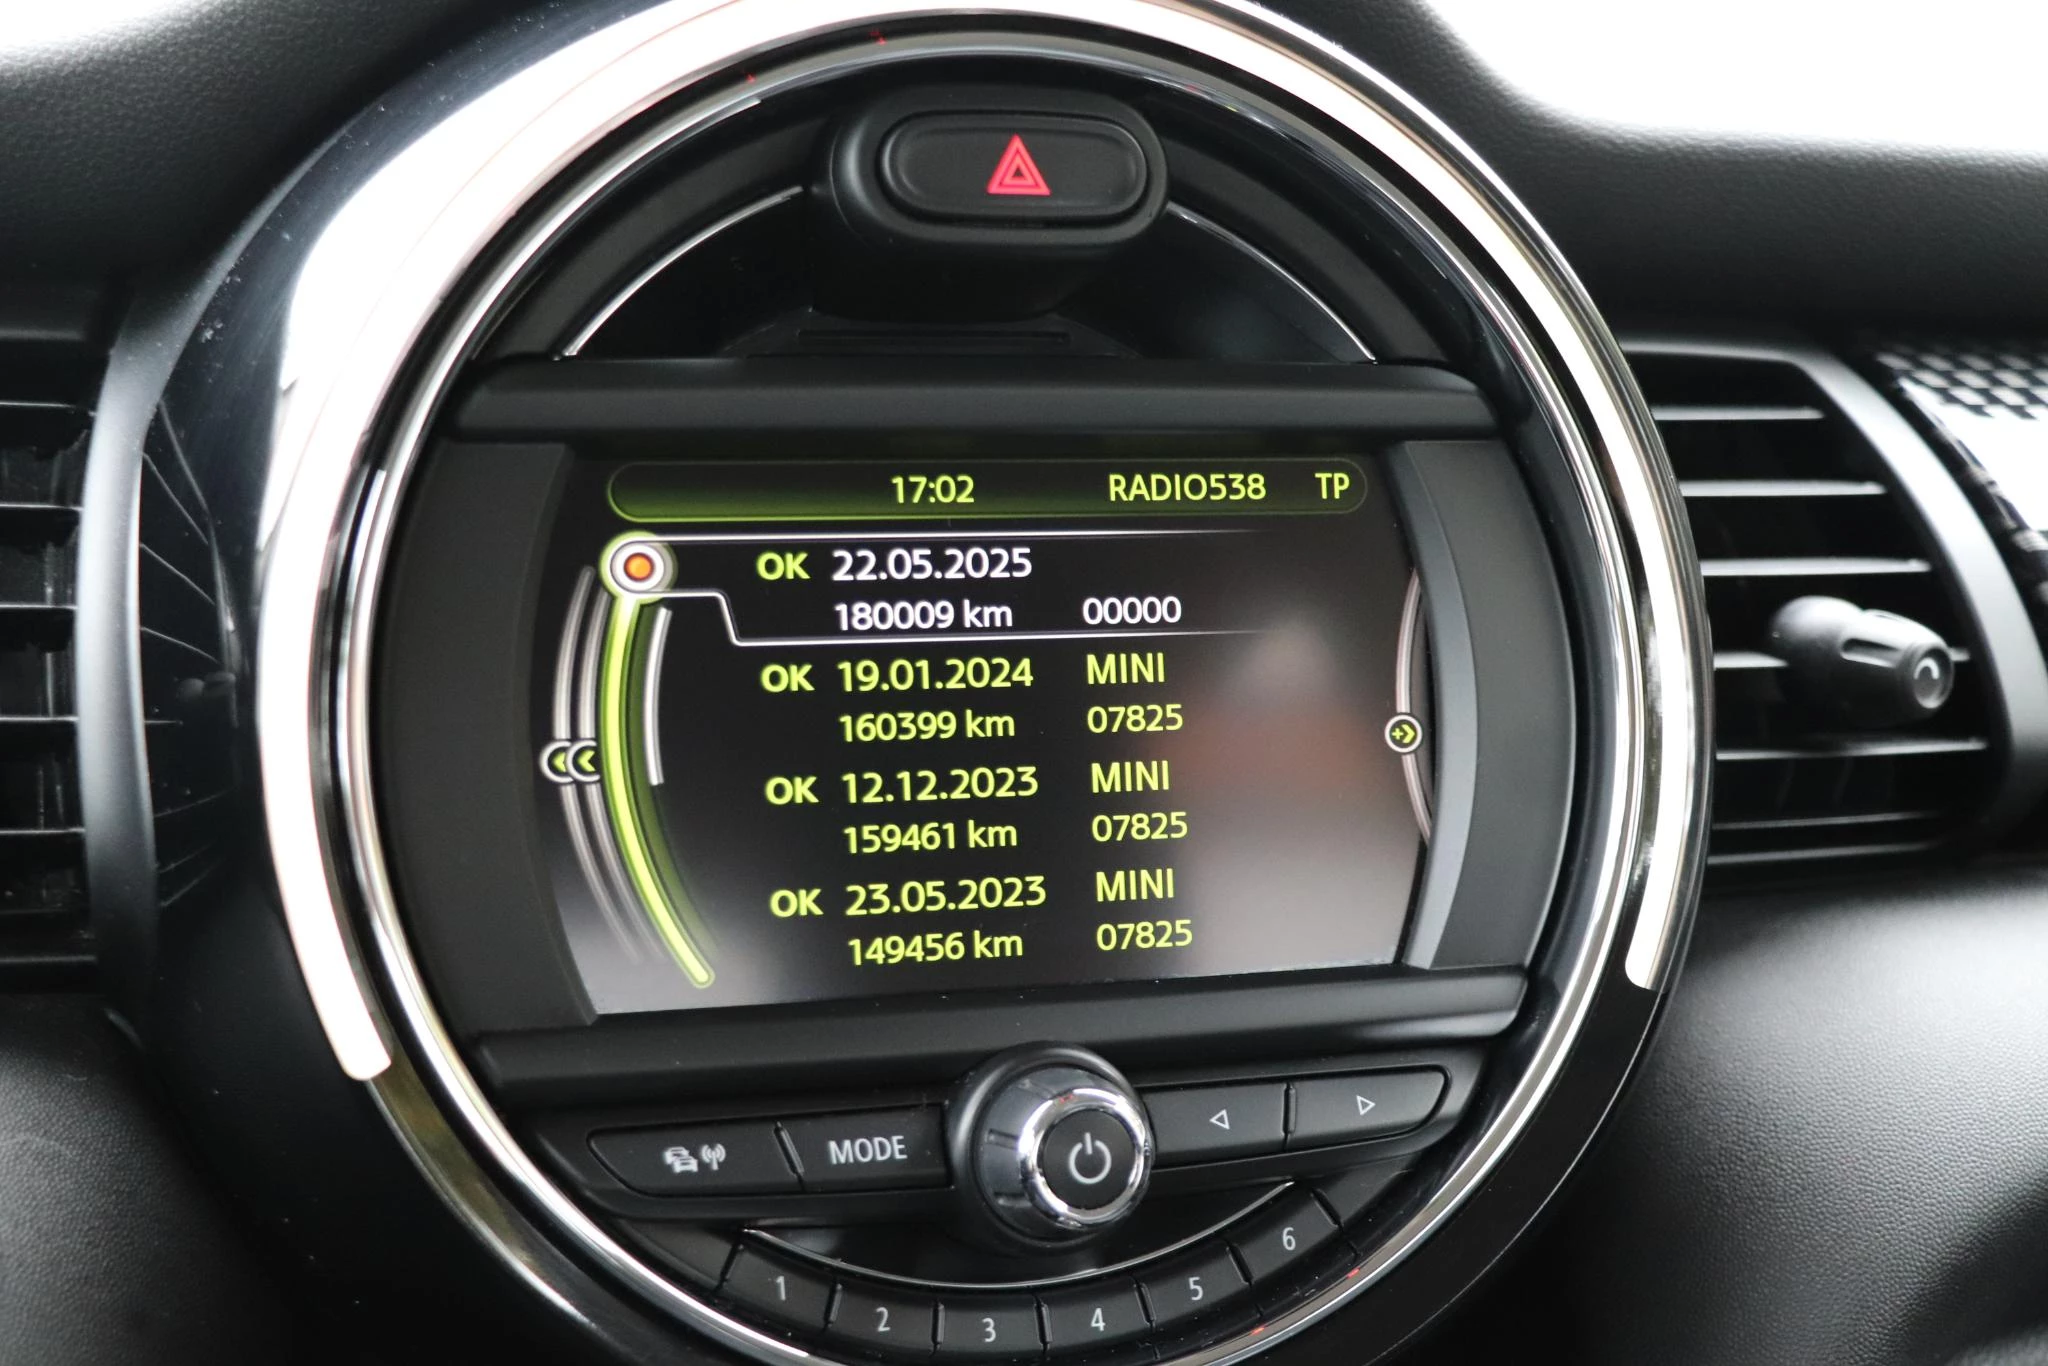 17:02 RADIO538 TP
OK 22.05.2025
180009 km 00000
OK 19.01.2024 MINI
160399 km 07825
OK 12.12.2023 MINI
159461 km 07825
OK 23.05.2023 MINI
149456 km 07825
MODE
1 2 3 4 5 6